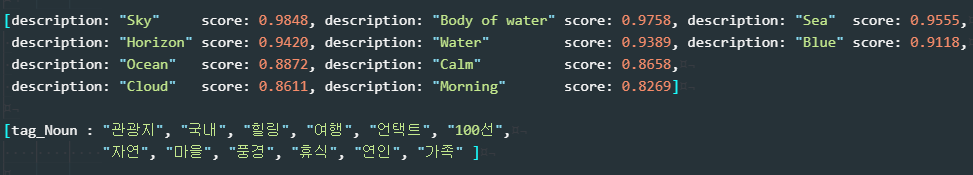 [description: "Sky" score: 0.9848, description: "Body of water" score: 0.9758, description: "Sea" score: 0.9555,
description: "Horizon" score: 0.9420, description: "Water" score: 0.9389, description: "Blue" score: 0.9118,
description: "Ocean" score: 0.8872, description: "Calm" score: 0.8658,
description: "Cloud" score: 0.8611, description: "Morning" score: 0.8269]
[tag_Noun : "관광지", "국내", "힐링", "여행", "언택트", "100선",
"자연", "마을", "풍경", "휴식", "연인", "가족" ]